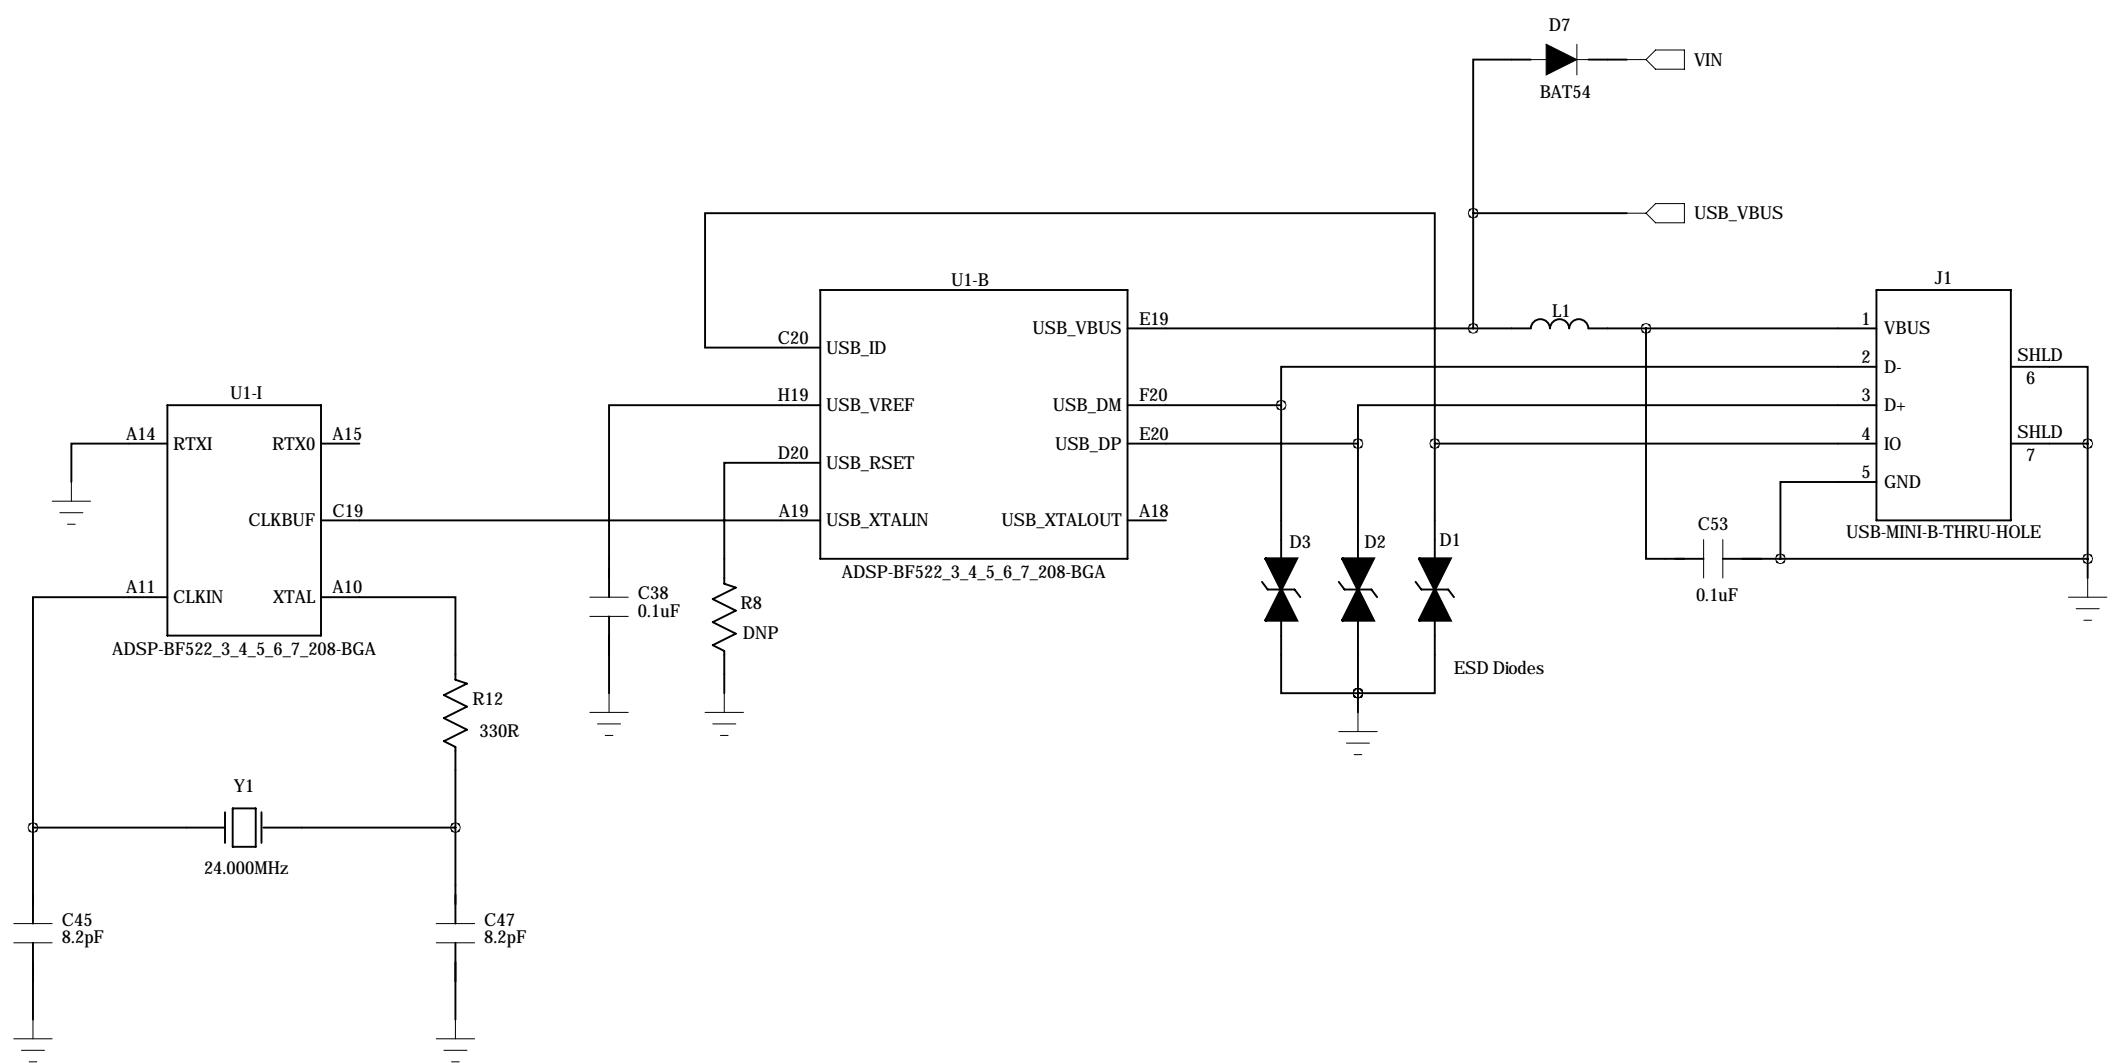 D7
VIN
BAT54
USB_VBUS
U1-B
J1
L1
USB_VBUS
E19
1
VBUS
C20
USB_ID
2
D-
SHLD
6
U1-I
H19
USB_VREF
USB_DM
F20
3
D+
A14
RTXI
RTX0
A15
USB_DP
E20
4
IO
SHLD
7
D20
USB_RSET
5
GND
CLKBUF
C19
A19
USB_XTALIN
USB_XTALOUT
A18
C53
USB-MINI-B-THRU-HOLE
D3
D2
D1
ADSP-BF522_3_4_5_6_7_208-BGA
A11
CLKIN
XTAL
A10
C38
0.1uF
R8
DNP
0.1uF
ADSP-BF522_3_4_5_6_7_208-BGA
ESD Diodes
R12
330R
Y1
24.000MHz
C45
8.2pF
C47
8.2pF